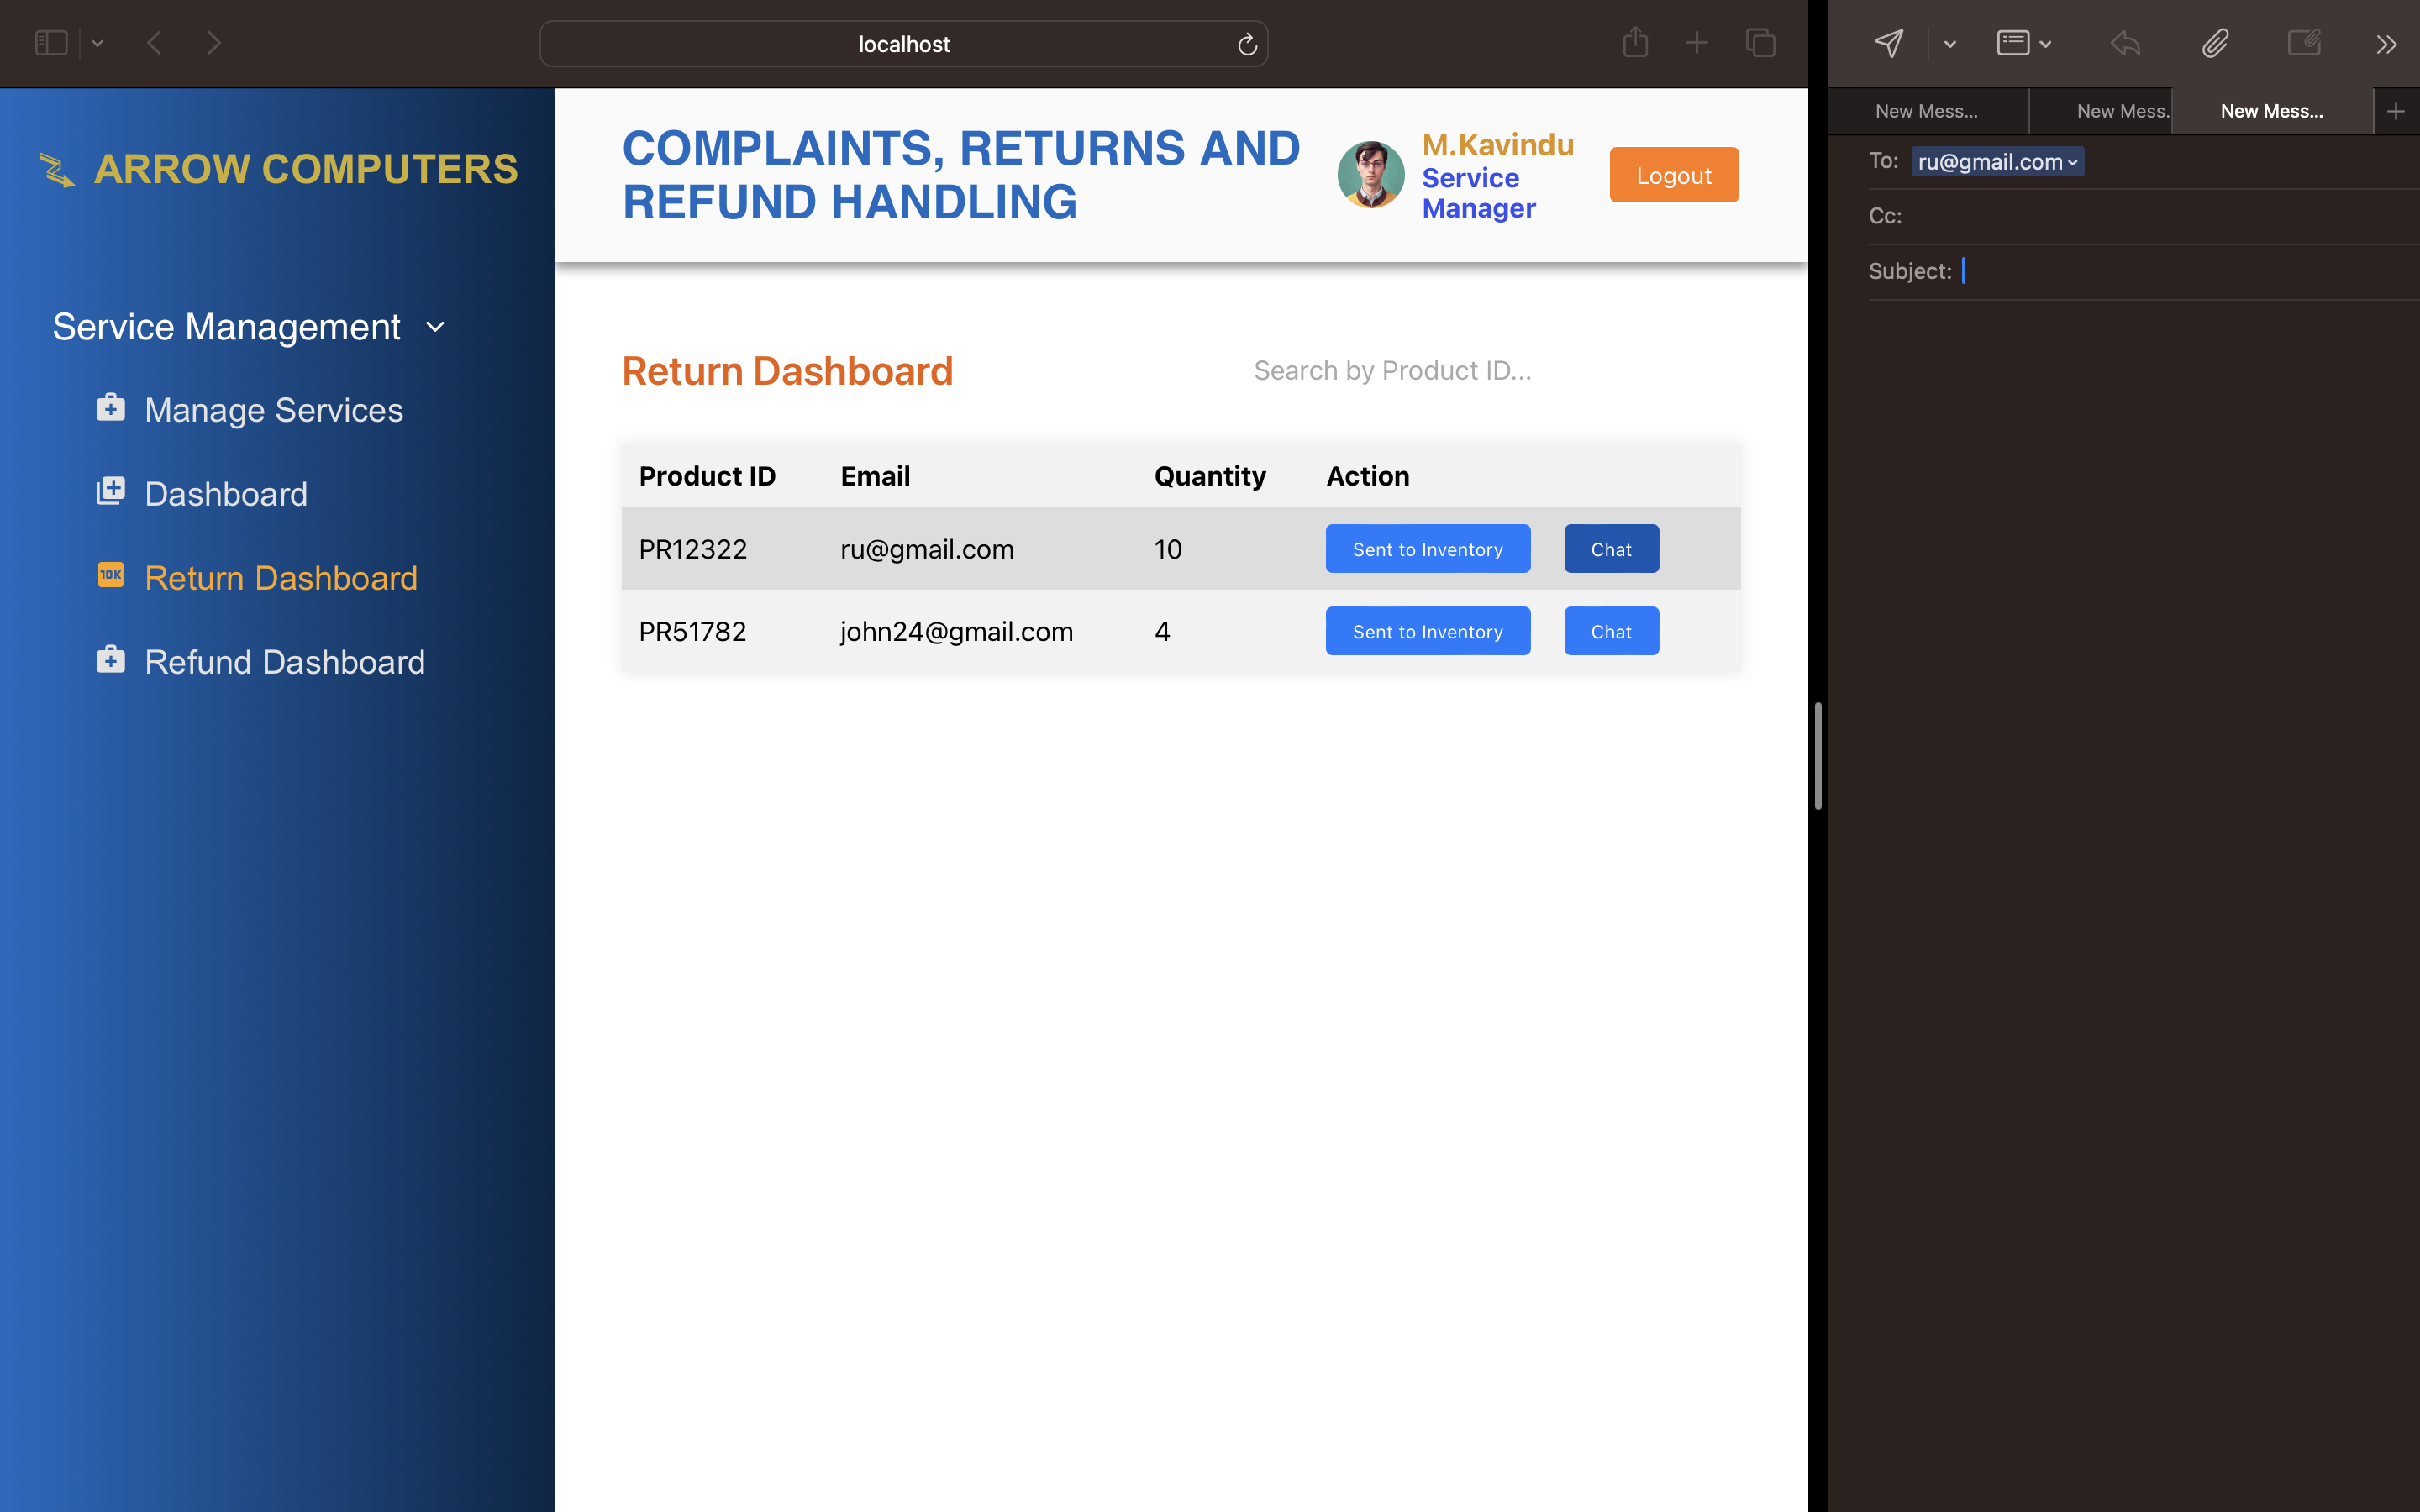 localhost
ARROW COMPUTERS
Service Management
Manage Services
Dashboard
10K
Return Dashboard
Refund Dashboard
COMPLAINTS, RETURNS AND
REFUND HANDLING
M.Kavindu
Service
Manager
Logout
Return Dashboard
Search by Product ID...
Product ID Email Quantity Action
PR12322 ru@gmail.com 10 Sent to Inventory Chat
PR51782 john24@gmail.com 4 Sent to Inventory Chat
New Mess... New Mess. New Mess...
To: ru@gmail.com
Cc:
Subject: